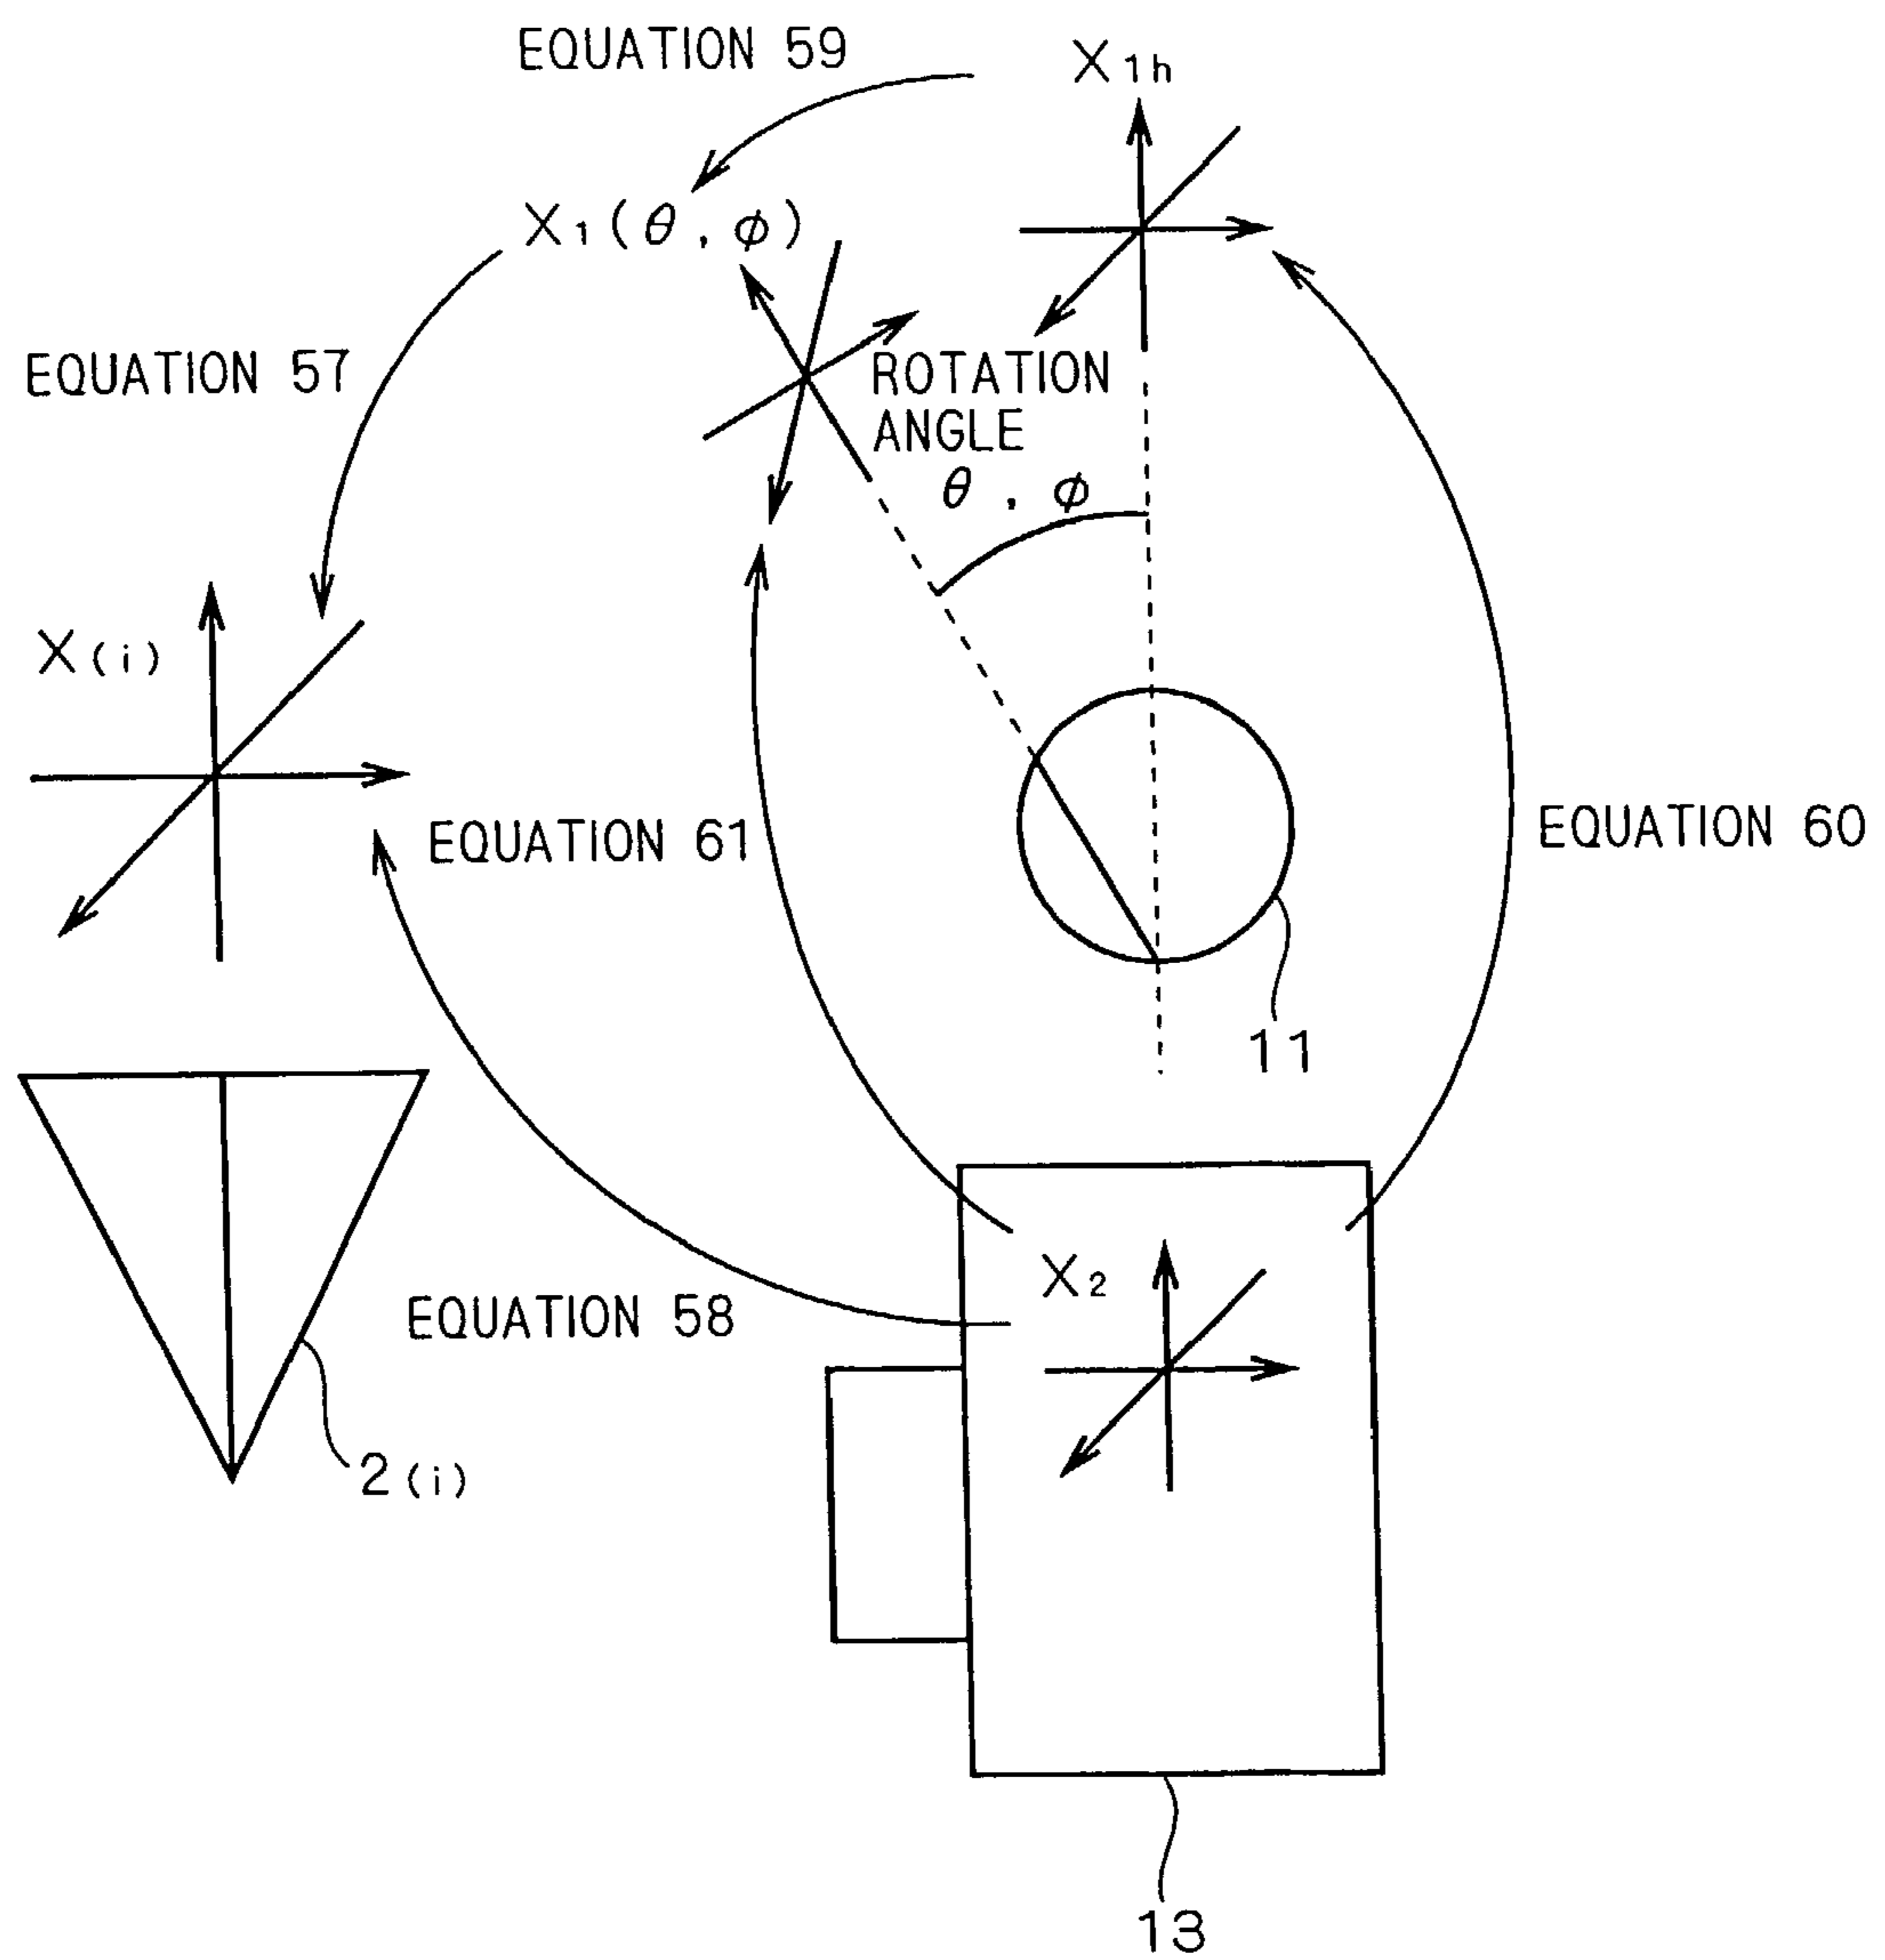 EQUATION 59
X1h
X1(θ, ϕ)
EQUATION 57
ROTATION
ANGLE
θ, ϕ
X(i)
EQUATION 61
EQUATION 60
11
X2
EQUATION 58
2(i)
13